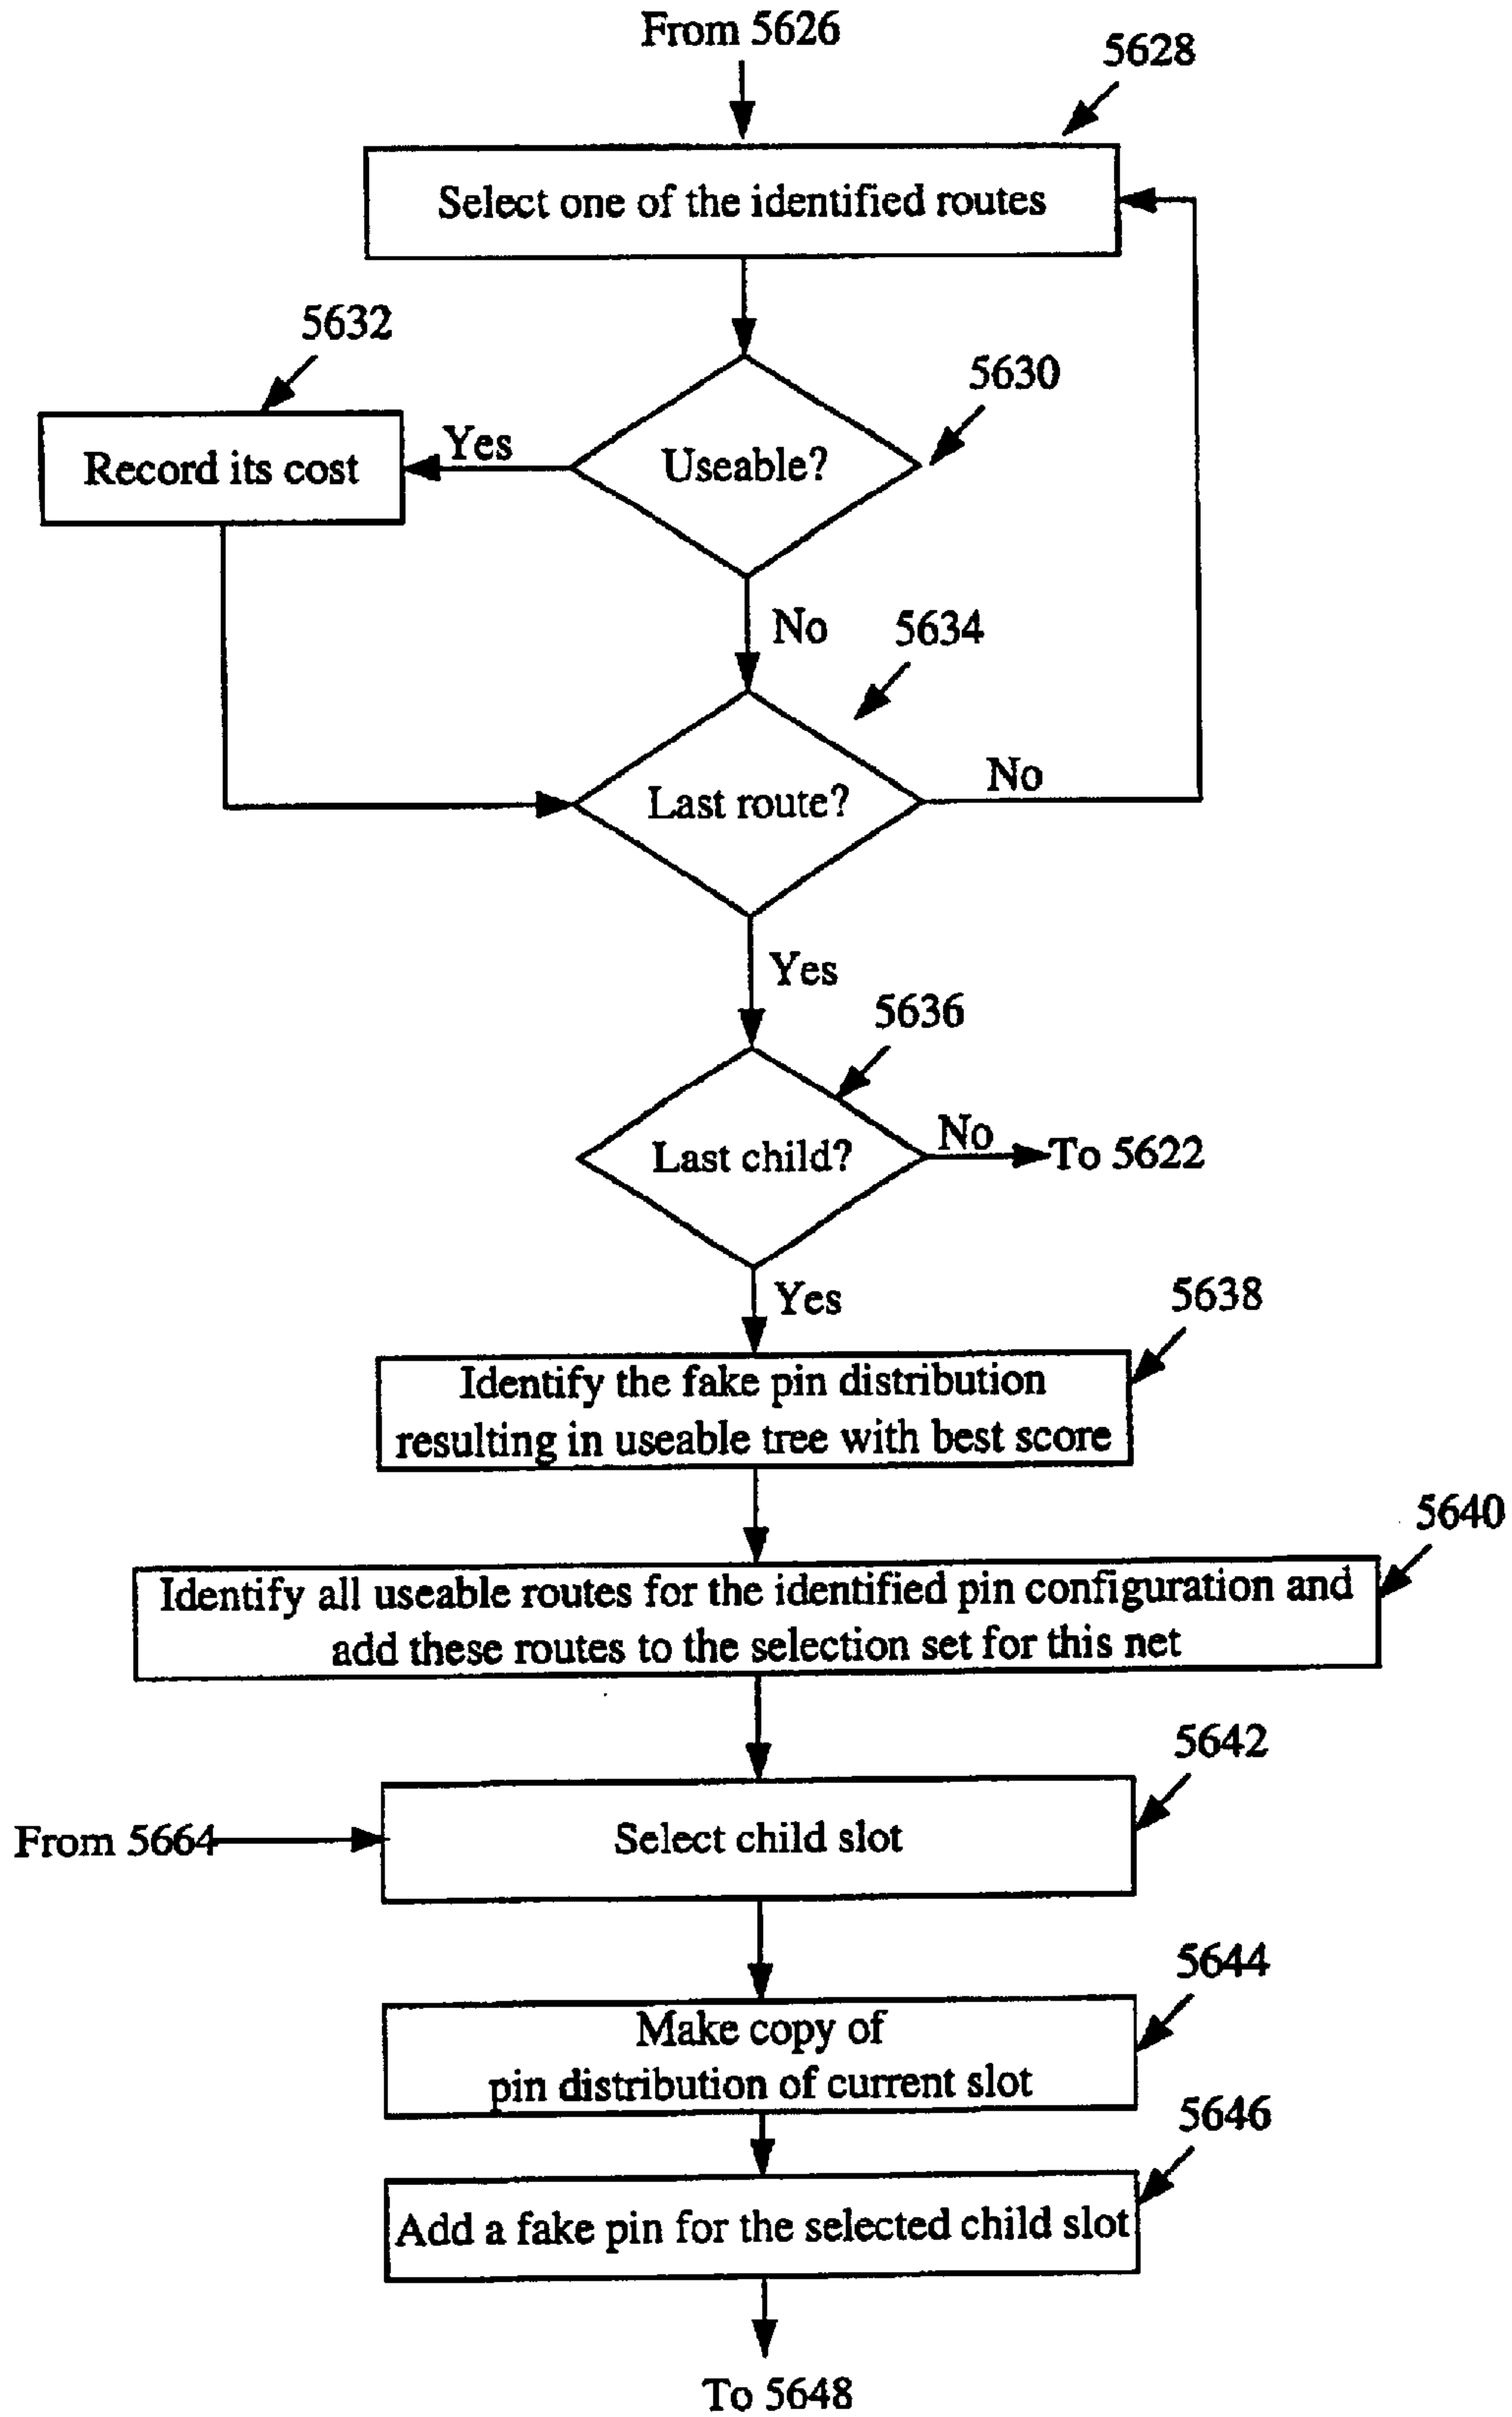 From 5626
5628
Select one of the identified routes
5632
5630
Record its cost
Yes
Useable?
No
5634
Last route?
No
Yes
5636
Last child?
No
To 5622
Yes
5638
Identify the fake pin distribution
resulting in useable tree with best score
5640
Identify all useable routes for the identified pin configuration and
add these routes to the selection set for this net
5642
From 5664
Select child slot
5644
Make copy of
pin distribution of current slot
5646
Add a fake pin for the selected child slot
To 5648